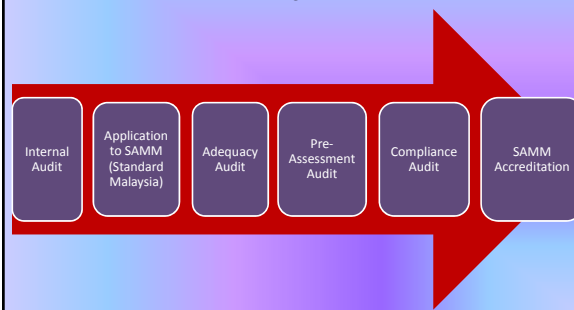 Internal
Audit
Application
to SAMM
(Standard
Malaysia)
Adequacy
Audit
Pre-
Assessment
Audit
Compliance
Audit
SAMM
Accreditation